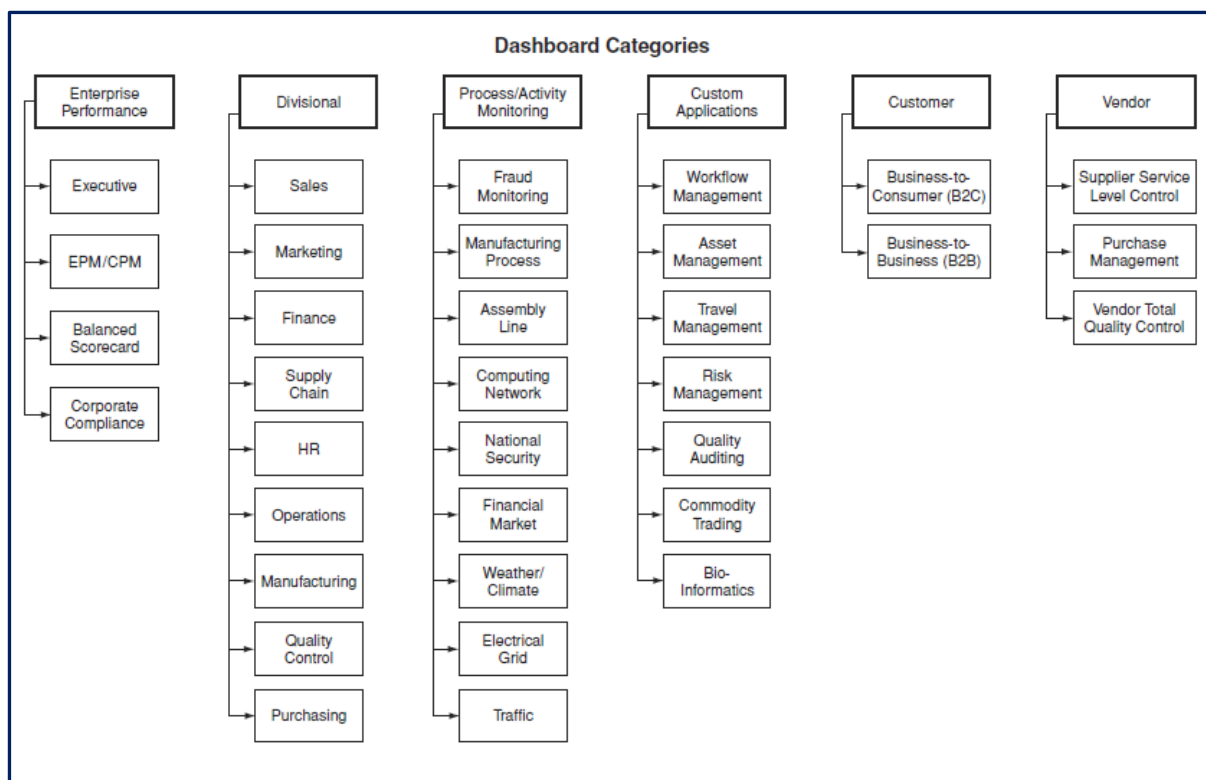 Dashboard Categories
Enterprise
Performance
Executive
EPM/CPM
Balanced
Scorecard
Corporate
Compliance
Divisional
Sales
Marketing
Finance
Supply
Chain
HR
Operations
Manufacturing
Quality
Control
Purchasing
Process/Activity
Monitoring
Fraud
Monitoring
Manufacturing
Process
Assembly
Line
Computing
Network
National
Security
Financial
Market
Weather/
Climate
Electrical
Grid
Traffic
Custom
Applications
Workflow
Management
Asset
Management
Travel
Management
Risk
Management
Quality
Auditing
Commodity
Trading
Bio-
Informatics
Customer
Business-to-
Consumer (B2C)
Business-to-
Business (B2B)
Vendor
Supplier Service
Level Control
Purchase
Management
Vendor Total
Quality Control